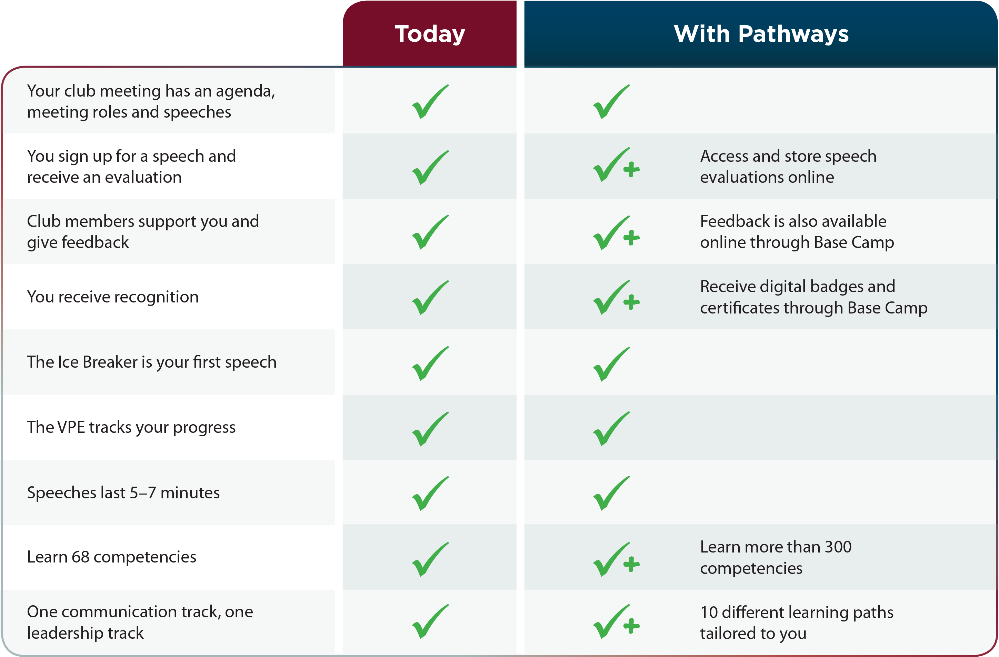 Today
With Pathways
Your club meeting has an agenda,
meeting roles and speeches
You sign up for a speech and
receive an evaluation
Access and store speech
evaluations online
Club members support you and
give feedback
Feedback is also available
online through Base Camp
You receive recognition
Receive digital badges and
certificates through Base Camp
The Ice Breaker is your first speech
The VPE tracks your progress
Speeches last 5–7 minutes
Learn 68 competencies
Learn more than 300
competencies
One communication track, one
leadership track
10 different learning paths
tailored to you